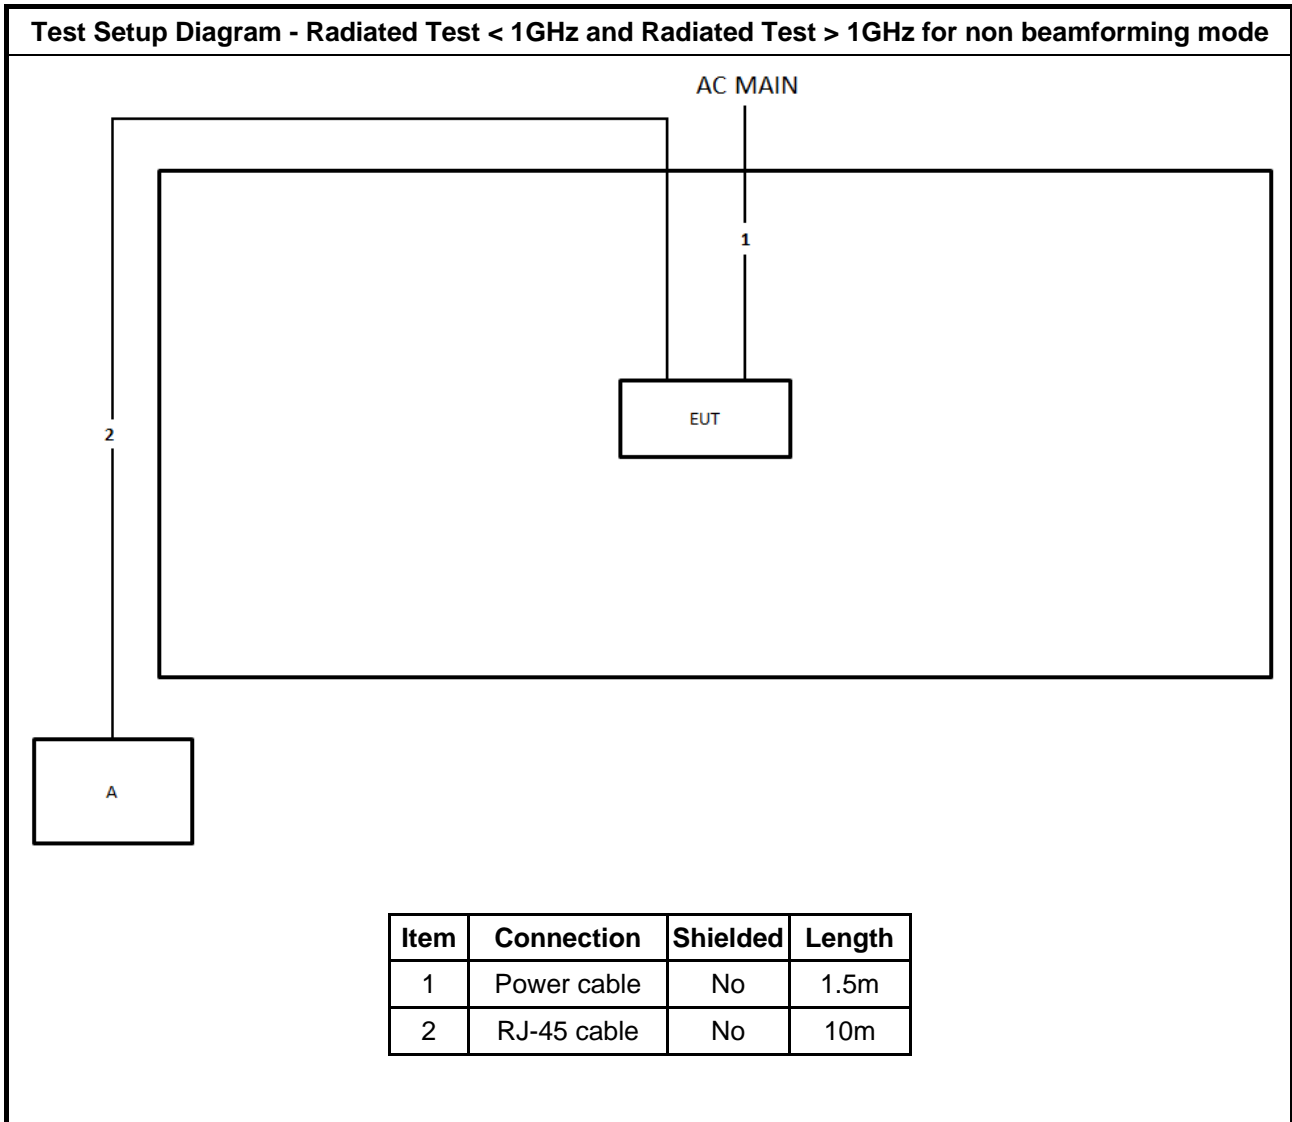 Test Setup Diagram - Radiated Test < 1GHz and Radiated Test > 1GHz for non beamforming mode
AC MAIN
1
EUT
2
A
Item Connection Shielded Length
1 Power cable No 1.5m
2 RJ-45 cable No 10m